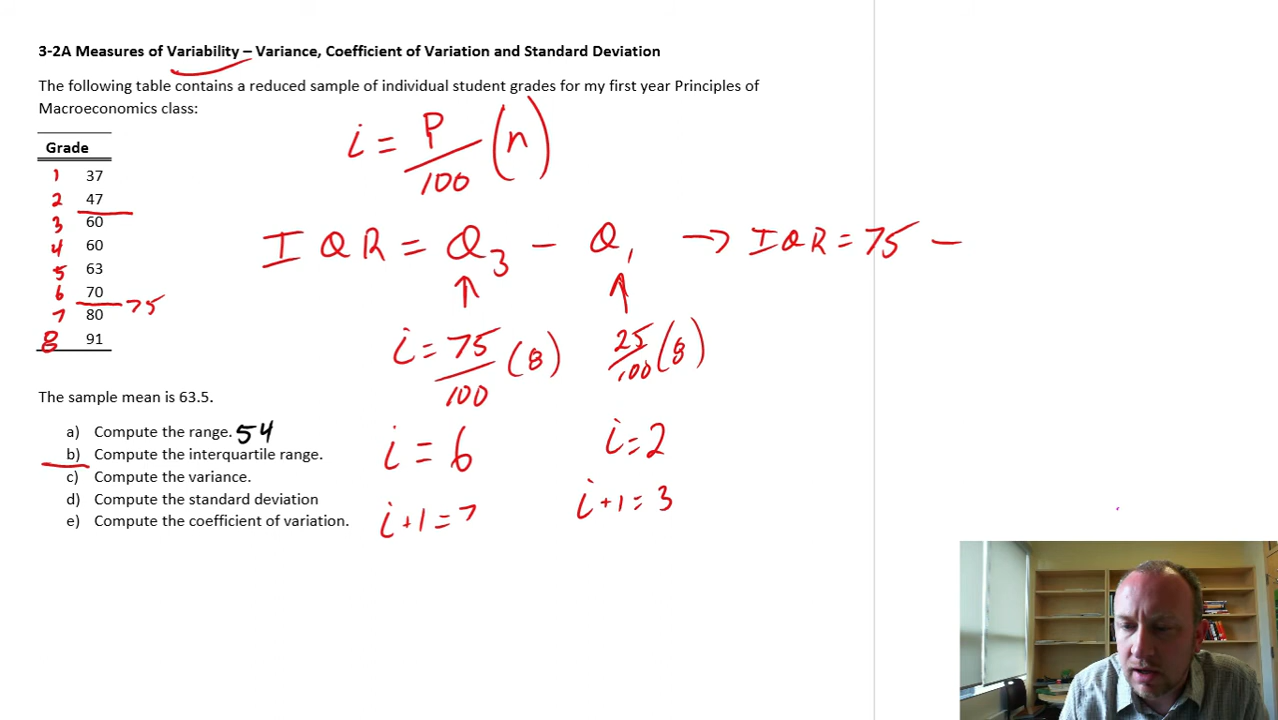 3-2A Measures of Variability – Variance, Coefficient of Variation and Standard Deviation
The following table contains a reduced sample of individual student grades for my first year Principles of
Macroeconomics class:
i = P/100 (n)
Grade
1 37
2 47
3 60
4 60
5 63
6 70
75
7 80
8 91
IQR = Q3 - Q1 → IQR = 75 -
↑ ↑
i = 75/100 (8) 25/100 (8)
The sample mean is 63.5.
a) Compute the range. 54
b) Compute the interquartile range.
c) Compute the variance.
d) Compute the standard deviation
e) Compute the coefficient of variation.
i = 6 i = 2
i+1 = 7 i+1 = 3